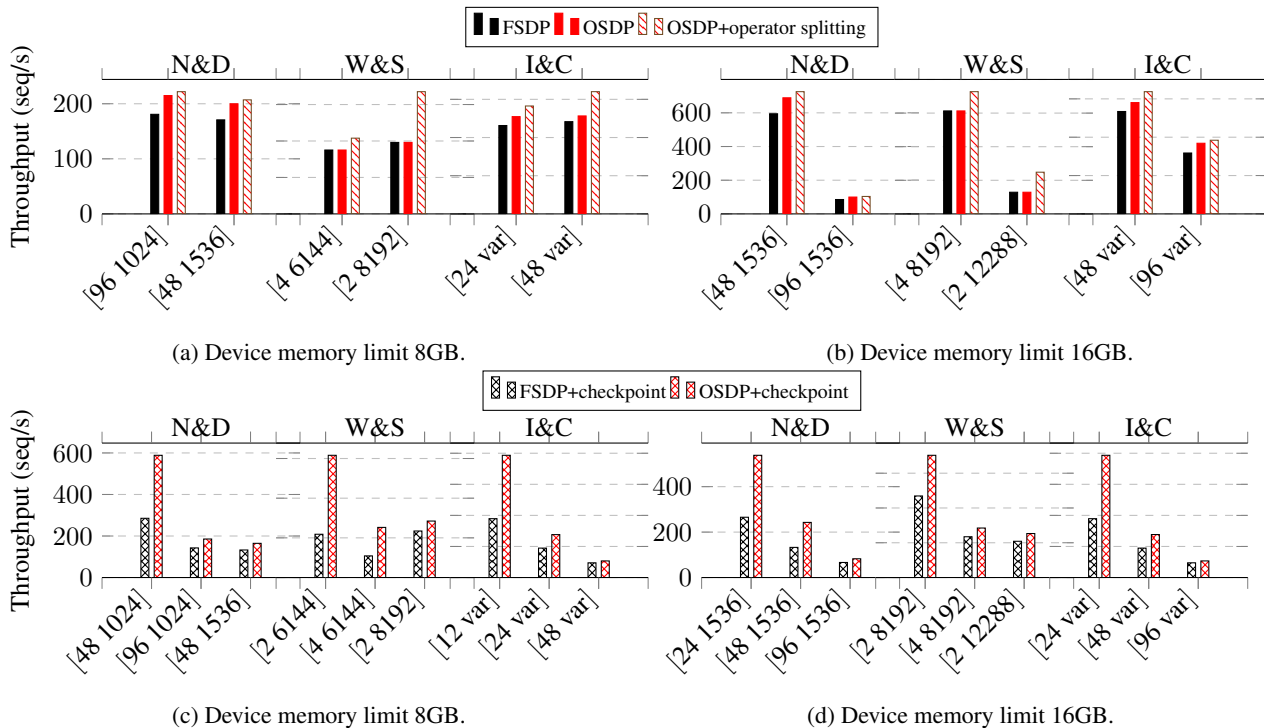 FSDP OSDP OSDP+operator splitting
N&D W&S I&C N&D W&S I&C
Throughput (seq/s)
200
100
0
600
400
200
0
[96 1024] [48 1536] [4 6144] [2 8192] [24 var] [48 var]
[48 1536] [96 1536] [4 8192] [2 12288] [48 var] [96 var]
(a) Device memory limit 8GB. (b) Device memory limit 16GB.
FSDP+checkpoint OSDP+checkpoint
N&D W&S I&C N&D W&S I&C
Throughput (seq/s)
600
400
200
0
400
200
0
[48 1024] [96 1024] [48 1536] [2 6144] [4 6144] [2 8192] [12 var] [24 var] [48 var]
[24 1536] [48 1536] [96 1536] [2 8192] [4 8192] [2 12288] [24 var] [48 var] [96 var]
(c) Device memory limit 8GB. (d) Device memory limit 16GB.